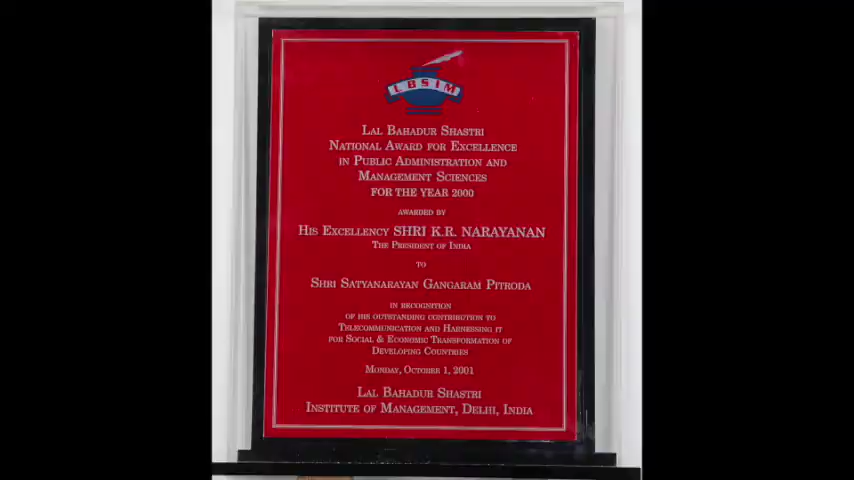 LBSIM
LAL BAHADUR SHASTRI
NATIONAL AWARD FOR EXCELLENCE
IN PUBLIC ADMINISTRATION AND
MANAGEMENT SCIENCES
FOR THE YEAR 2000
AWARDED BY
HIS EXCELLENCY SHRI K.R. NARAYANAN
THE PRESIDENT OF INDIA
TO
SHRI SATYANARAYAN GANGARAM PITRODA
IN RECOGNITION
OF HIS OUTSTANDING CONTRIBUTION TO
TELECOMMUNICATION AND HARNESSING IT
FOR SOCIAL & ECONOMIC TRANSFORMATION OF
DEVELOPING COUNTRIES
MONDAY, OCTOBER 1, 2001
LAL BAHADUR SHASTRI
INSTITUTE OF MANAGEMENT, DELHI, INDIA